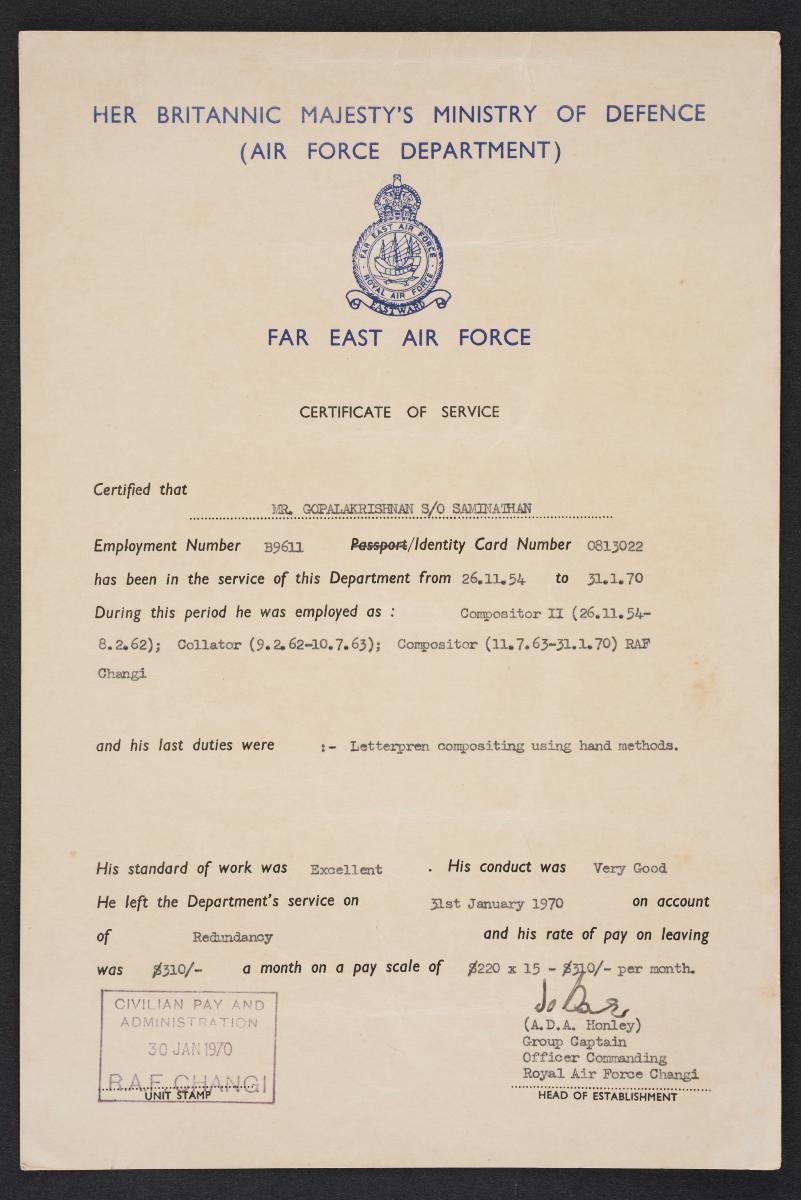 HER BRITANNIC MAJESTY'S MINISTRY OF DEFENCE
(AIR FORCE DEPARTMENT)
FAR EAST AIR FORCE
ROYAL AIR FORCE
EASTWARD
FAR EAST AIR FORCE
CERTIFICATE OF SERVICE
Certified that
MR. GOPALAKRISHNAN S/O SAMINATHAN
Employment Number B9611 Passport/Identity Card Number 0813022
has been in the service of this Department from 26.11.54 to 31.1.70
During this period he was employed as : Compositor II (26.11.54-
8.2.62); Collator (9.2.62-10.7.63); Compositor (11.7.63-31.1.70) RAF
Changi
and his last duties were :- Letterpren compositing using hand methods.
His standard of work was Excellent . His conduct was Very Good
He left the Department's service on 31st January 1970 on account
of Redundancy and his rate of pay on leaving
was $310/- a month on a pay scale of $220 x 15 - $310/- per month.
CIVILIAN PAY AND
ADMINISTRATION
30 JAN 1970
R.A.F. CHANGI
UNIT STAMP
(A.D.A. Honley)
Group Captain
Officer Commanding
Royal Air Force Changi
HEAD OF ESTABLISHMENT